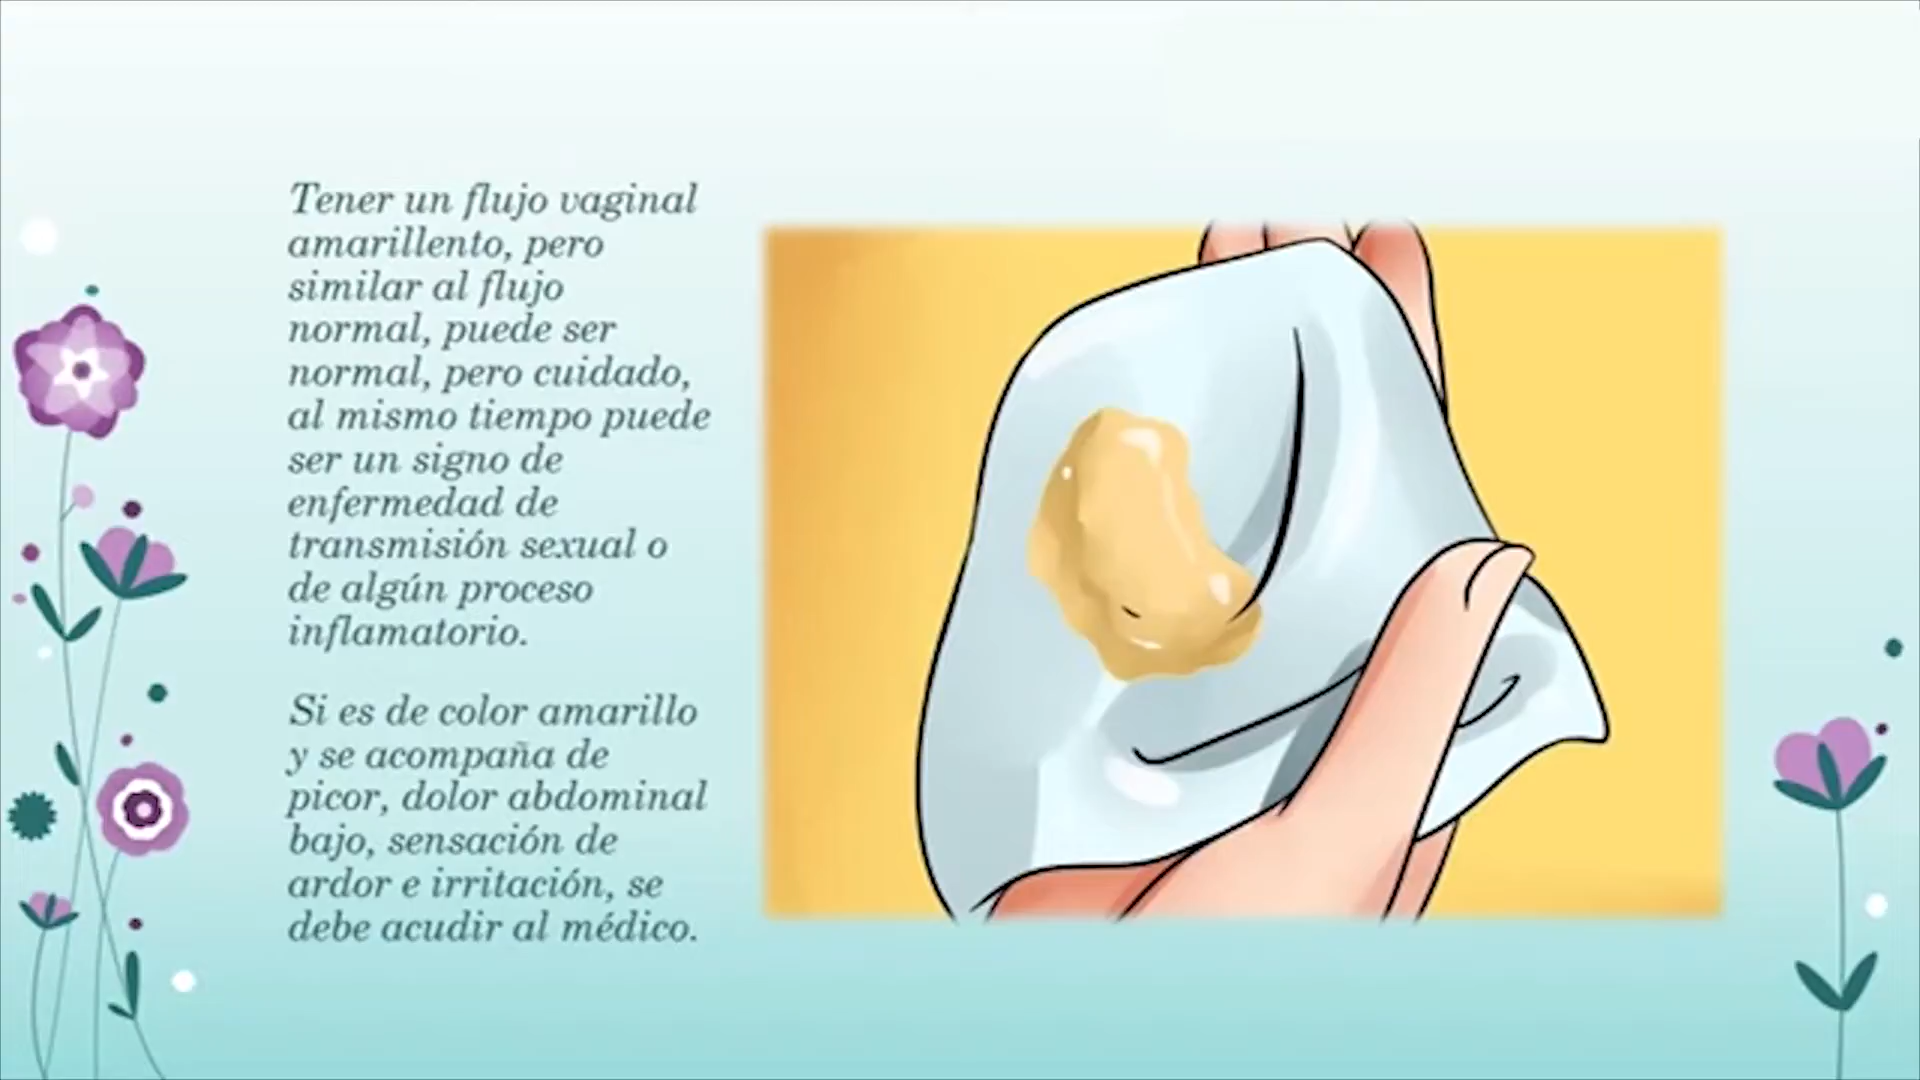 Tener un flujo vaginal
amarillento, pero
similar al flujo
normal, puede ser
normal, pero cuidado,
al mismo tiempo puede
ser un signo de
enfermedad de
transmisión sexual o
de algún proceso
inflamatorio.
Si es de color amarillo
y se acompaña de
picor, dolor abdominal
bajo, sensación de
ardor e irritación, se
debe acudir al médico.